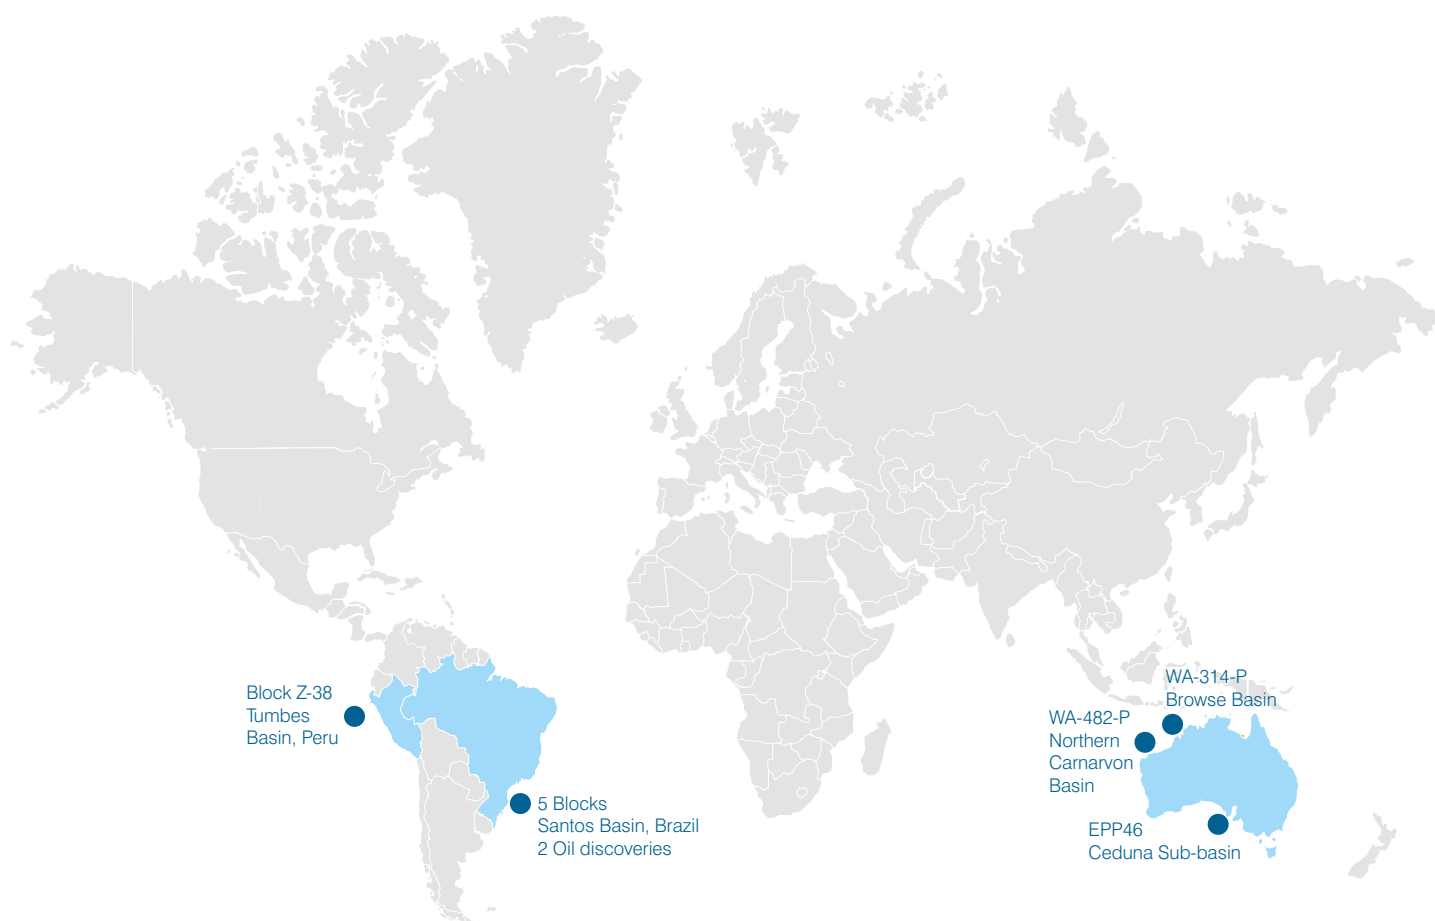 Block Z-38
Tumbes
Basin, Peru
5 Blocks
Santos Basin, Brazil
2 Oil discoveries
WA-314-P
Browse Basin
WA-482-P
Northern
Carnarvon
Basin
EPP46
Ceduna Sub-basin